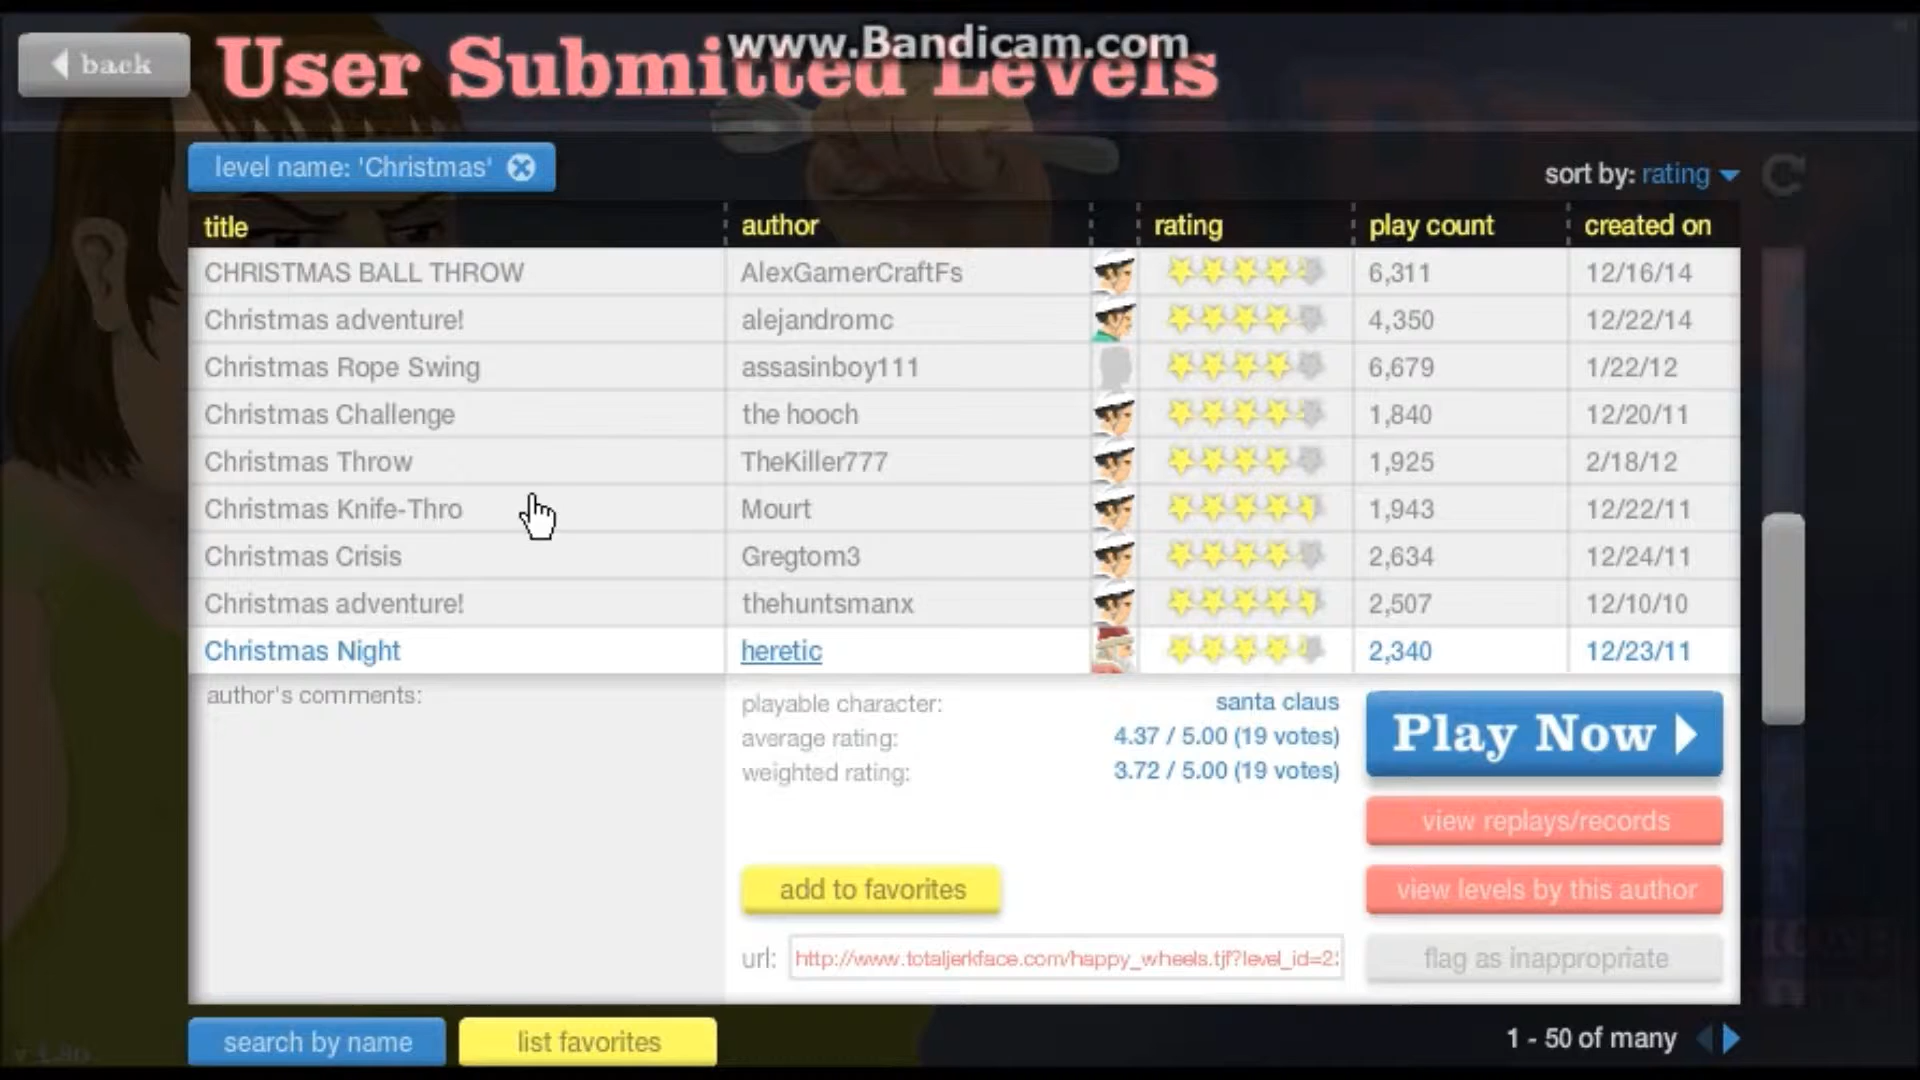 back
User Submitted Levels
www.Bandicam.com
level name: 'Christmas'
sort by: rating
title author rating play count created on
CHRISTMAS BALL THROW AlexGamerCraftFs 6,311 12/16/14
Christmas adventure! alejandromc 4,350 12/22/14
Christmas Rope Swing assasinboy111 6,679 1/22/12
Christmas Challenge the hooch 1,840 12/20/11
Christmas Throw TheKiller777 1,925 2/18/12
Christmas Knife-Thro Mourt 1,943 12/22/11
Christmas Crisis Gregtom3 2,634 12/24/11
Christmas adventure! thehuntsmanx 2,507 12/10/10
Christmas Night heretic 2,340 12/23/11
author's comments:
playable character: santa claus
average rating: 4.37 / 5.00 (19 votes)
weighted rating: 3.72 / 5.00 (19 votes)
Play Now
view replays/records
add to favorites
view levels by this author
url: http://www.totaljerkface.com/happy_wheels.tjf?level_id=2
flag as inappropriate
search by name
list favorites
1 - 50 of many